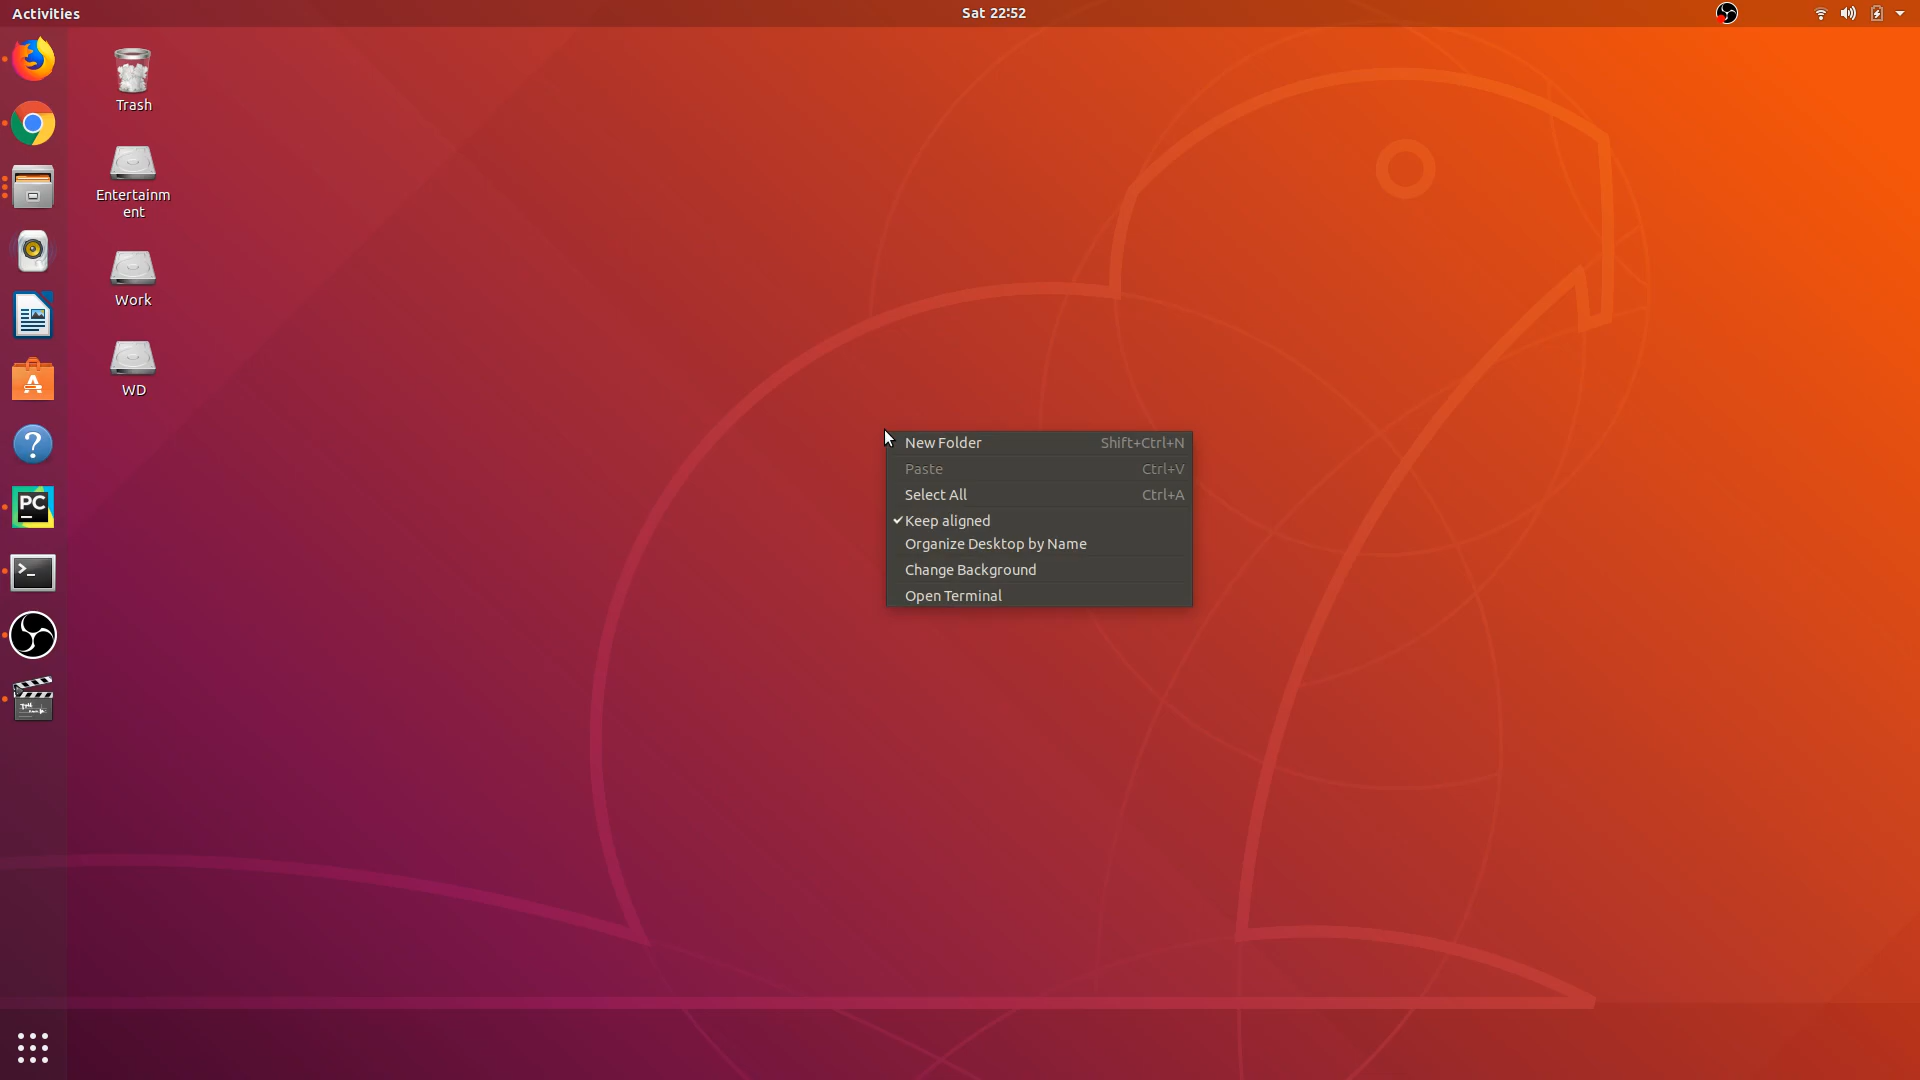 Activities
Sat 22:52
Trash
Entertainm
ent
Work
WD
PC
New Folder Shift+Ctrl+N
Paste Ctrl+V
Select All Ctrl+A
Keep aligned
Organize Desktop by Name
Change Background
Open Terminal